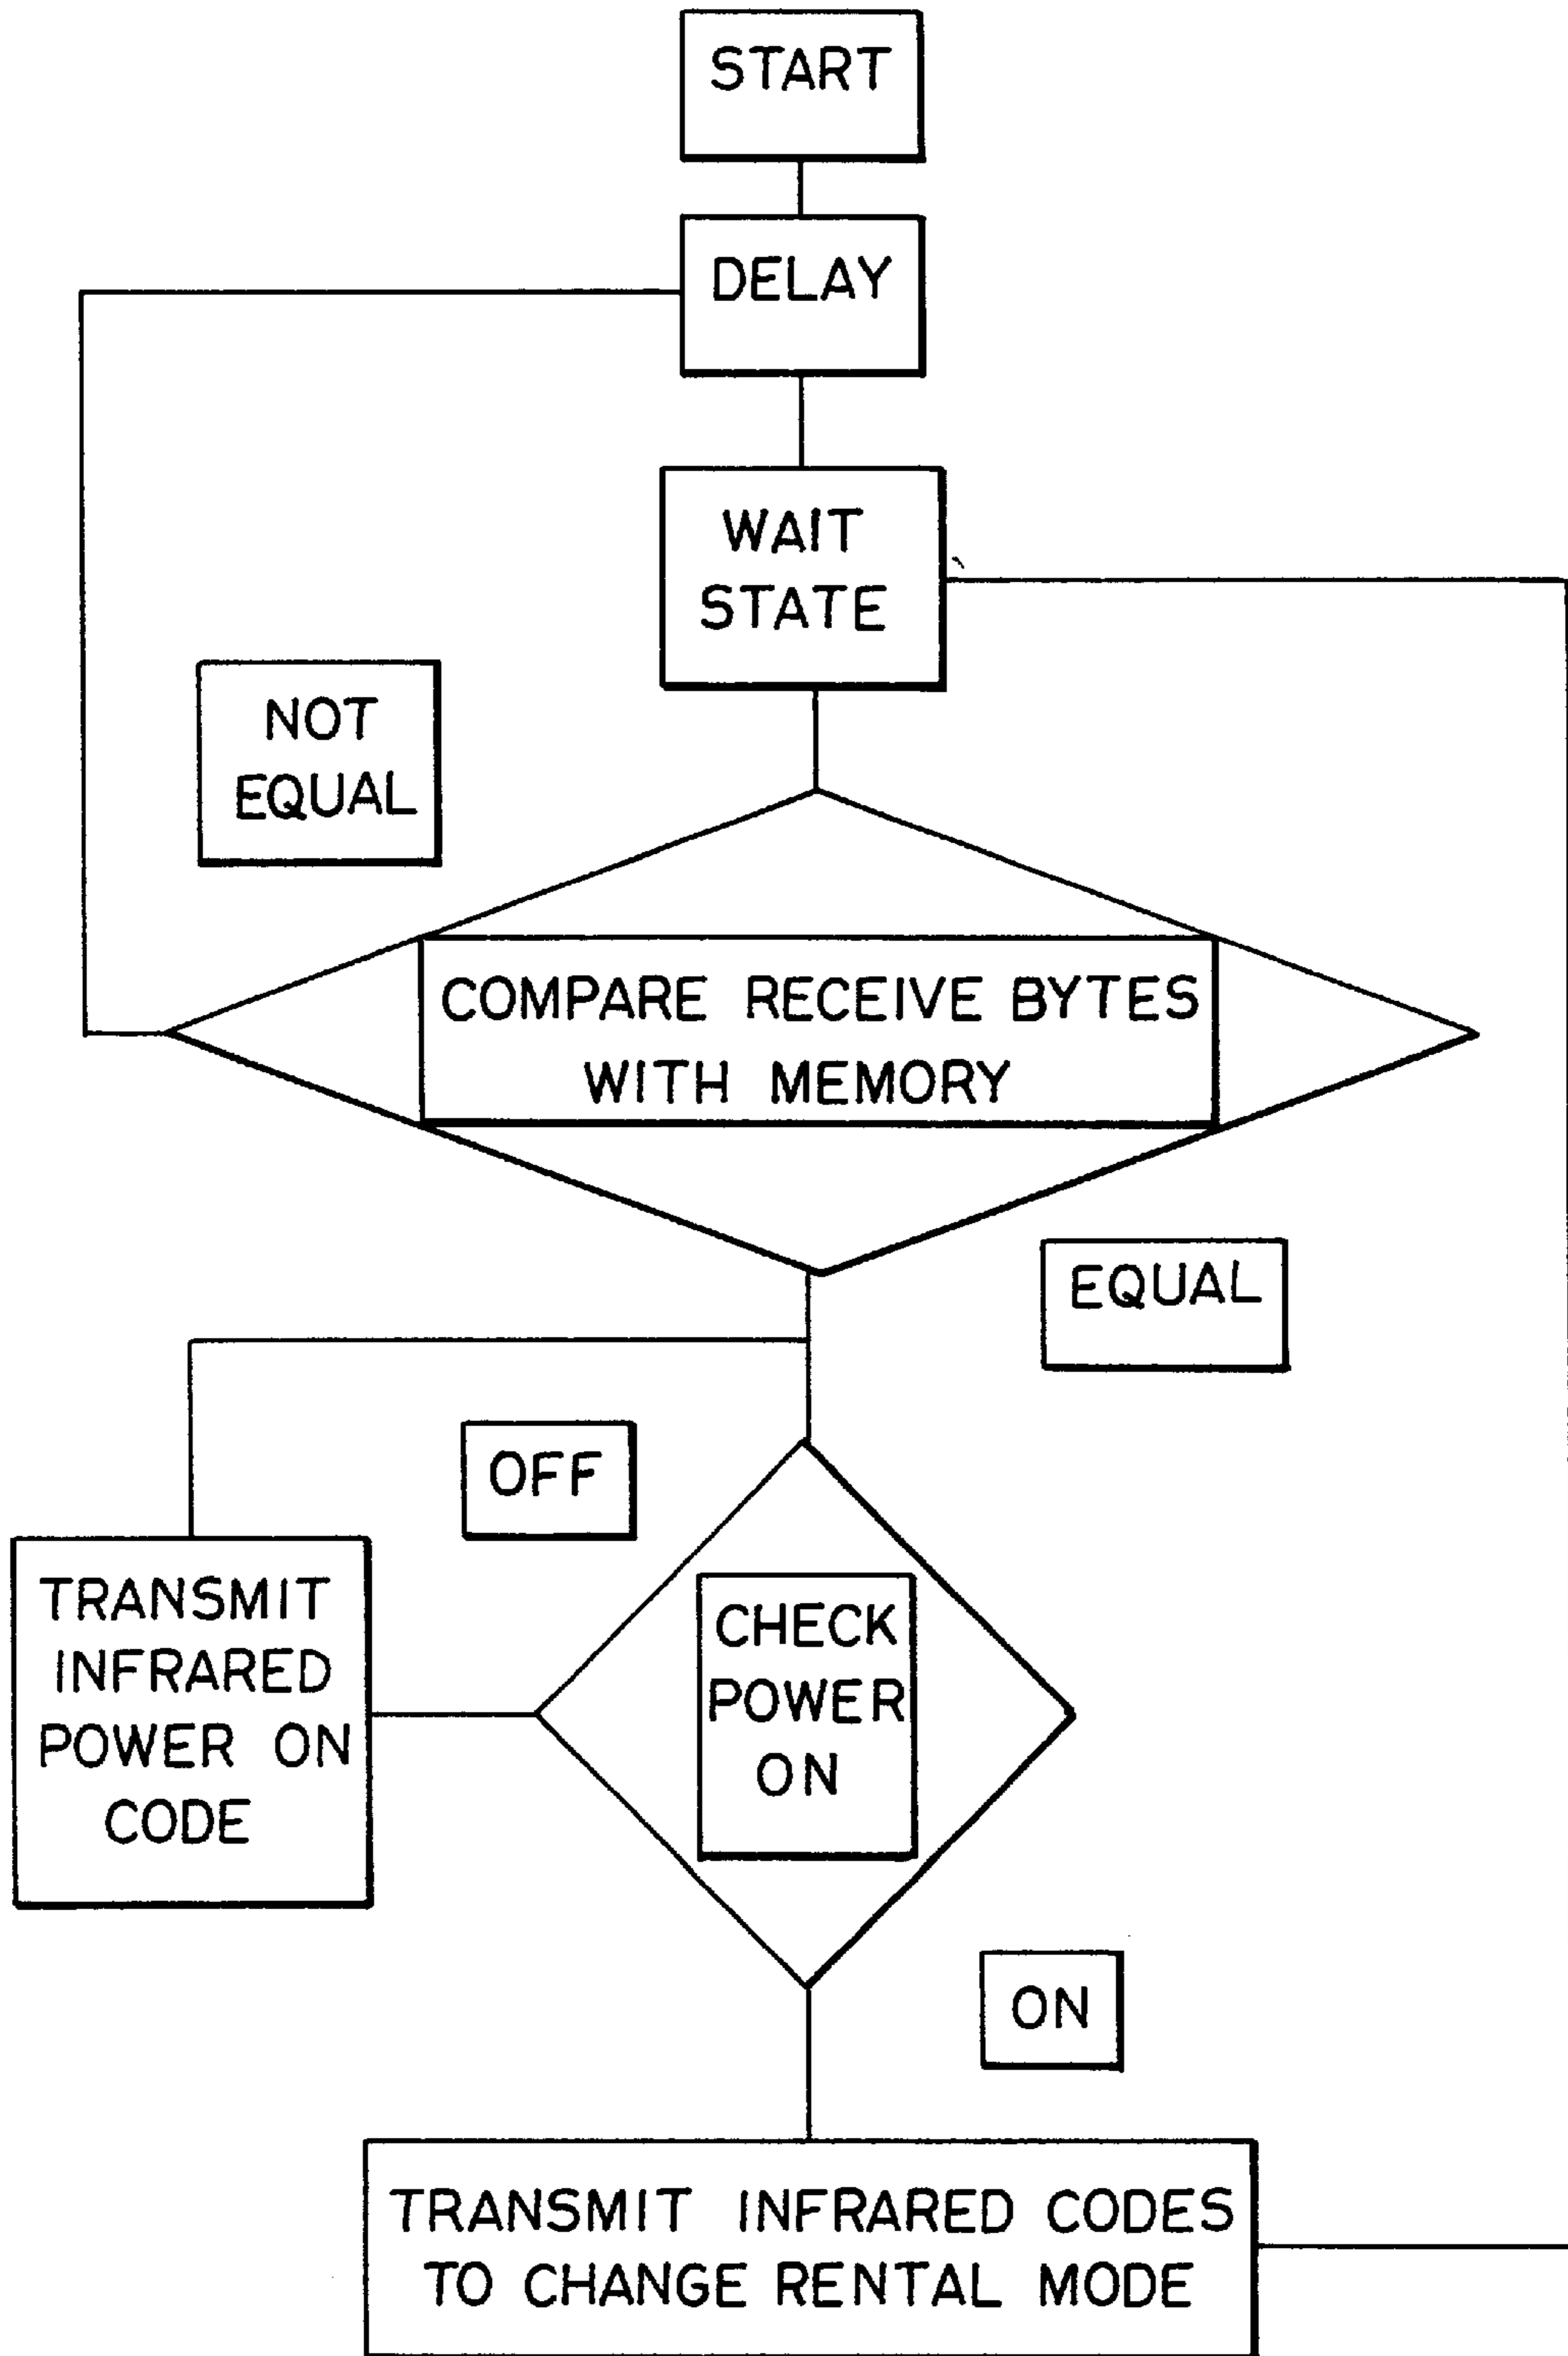 START
DELAY
WAIT
STATE
NOT
EQUAL
COMPARE RECEIVE BYTES
WITH MEMORY
EQUAL
OFF
TRANSMIT
INFRARED
POWER ON
CODE
CHECK
POWER
ON
ON
TRANSMIT INFRARED CODES
TO CHANGE RENTAL MODE